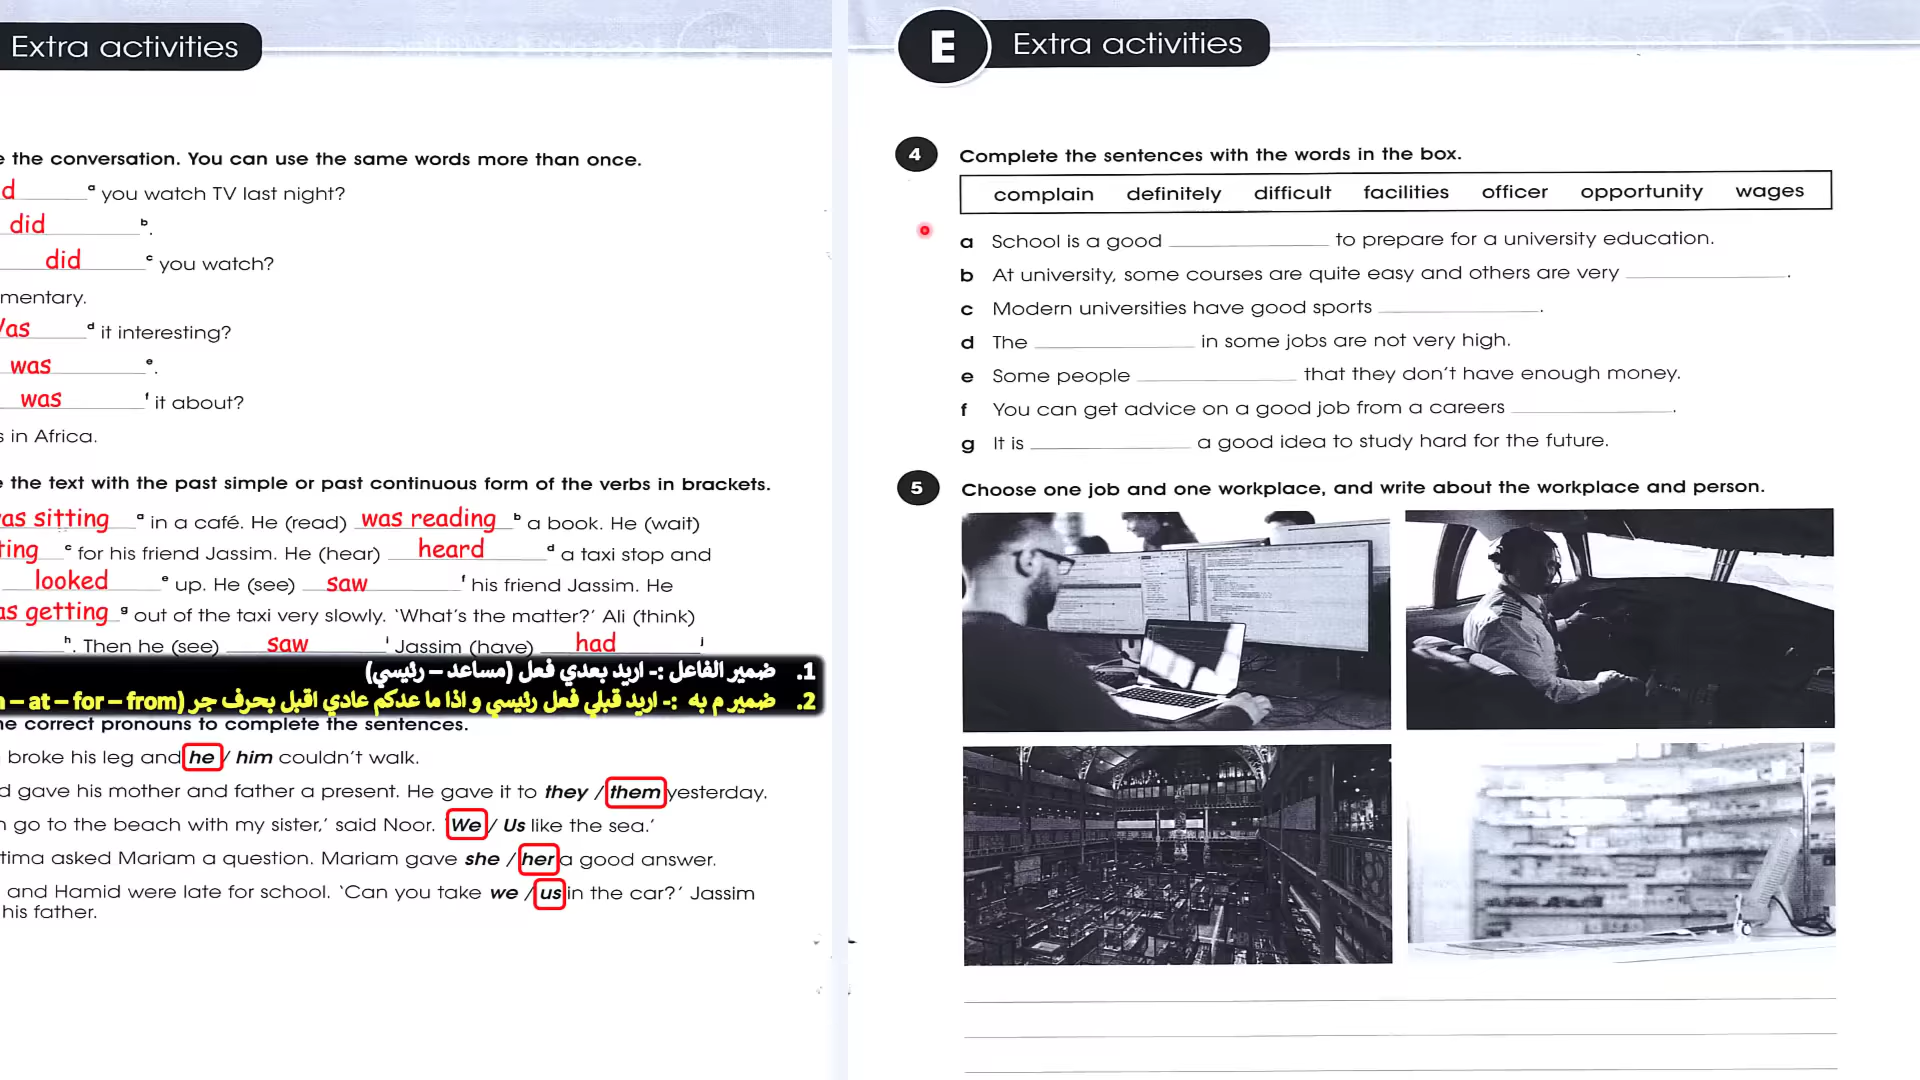 Extra activities
the conversation. You can use the same words more than once.
a you watch TV last night?
did b.
did c you watch?
mentary.
d it interesting?
was e.
was f it about?
in Africa.
the text with the past simple or past continuous form of the verbs in brackets.
was sitting a in a café. He (read) was reading b a book. He (wait)
ting c for his friend Jassim. He (hear) heard d a taxi stop and
looked e up. He (see) saw f his friend Jassim. He
as getting g out of the taxi very slowly. ‘What’s the matter?’ Ali (think)
h. Then he (see) saw i Jassim (have) had j
1. ضمير الفاعل :- اريد بعدي فعل (مساعد – رئيسي)
2. ضمير م به :- اريد قبلي فعل رئيسي و اذا ما عدكم عادي اقبل بحرف جر (at – for – from –
correct pronouns to complete the sentences.
broke his leg and he / him couldn’t walk.
d gave his mother and father a present. He gave it to they / them yesterday.
go to the beach with my sister,’ said Noor. ‘We / Us like the sea.’
tima asked Mariam a question. Mariam gave she / her a good answer.
and Hamid were late for school. ‘Can you take we / us in the car?’ Jassim
his father.
E Extra activities
4 Complete the sentences with the words in the box.
complain definitely difficult facilities officer opportunity wages
a School is a good ____ to prepare for a university education.
b At university, some courses are quite easy and others are very ____.
c Modern universities have good sports ____.
d The ____ in some jobs are not very high.
e Some people ____ that they don’t have enough money.
f You can get advice on a good job from a careers ____.
g It is ____ a good idea to study hard for the future.
5 Choose one job and one workplace, and write about the workplace and person.